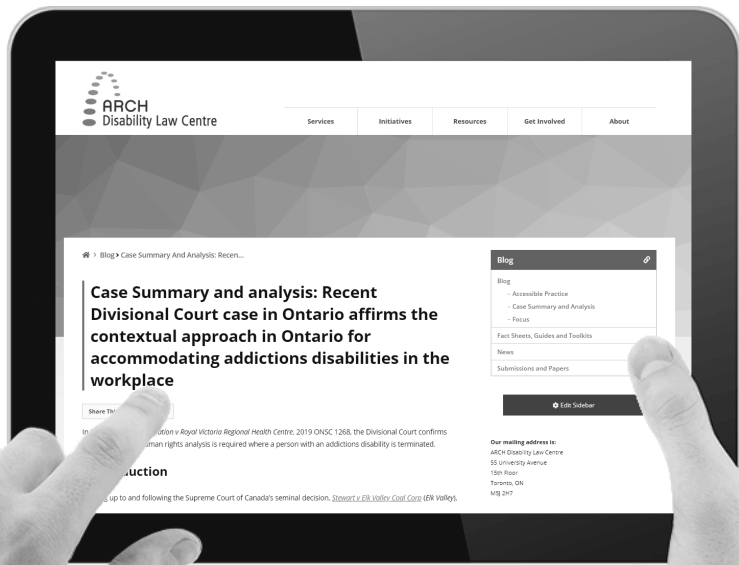 ARCH
Disability Law Centre
Services
Initiatives
Resources
Get Involved
About
> Blog > Case Summary And Analysis: Recen...
Case Summary and analysis: Recent
Divisional Court case in Ontario affirms the
contextual approach in Ontario for
accommodating addictions disabilities in the
workplace
Share
In v Royal Victoria Regional Health Centre, 2019 ONSC 1268, the Divisional Court confirms
rights analysis is required where a person with an addictions disability is terminated.
up to and following the Supreme Court of Canada's seminal decision, Stewart v Elk Valley Coal Corp (Elk Valley),
Blog
Blog
– Accessible Practice
– Case Summary and Analysis
– Focus
Fact Sheets, Guides and Toolkits
News
Submissions and Papers
Edit Sidebar
Our mailing address is:
ARCH Disability Law Centre
55 University Avenue
15th Floor
Toronto, ON
M5J 2H7